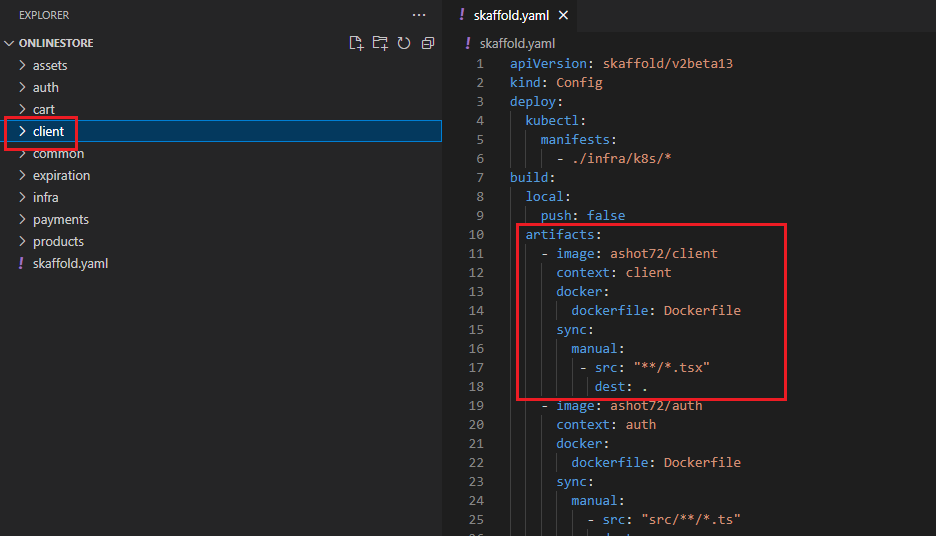 EXPLORER
ONLINESTORE
assets
auth
cart
client
common
expiration
infra
payments
products
! skaffold.yaml
! skaffold.yaml
! skaffold.yaml
1 apiVersion: skaffold/v2beta13
2 kind: Config
3 deploy:
4 kubectl:
5 manifests:
6 - ./infra/k8s/*
7 build:
8 local:
9 push: false
10 artifacts:
11 - image: ashot72/client
12 context: client
13 docker:
14 dockerfile: Dockerfile
15 sync:
16 manual:
17 - src: "**/*.tsx"
18 dest: .
19 - image: ashot72/auth
20 context: auth
21 docker:
22 dockerfile: Dockerfile
23 sync:
24 manual:
25 - src: "src/**/*.ts"